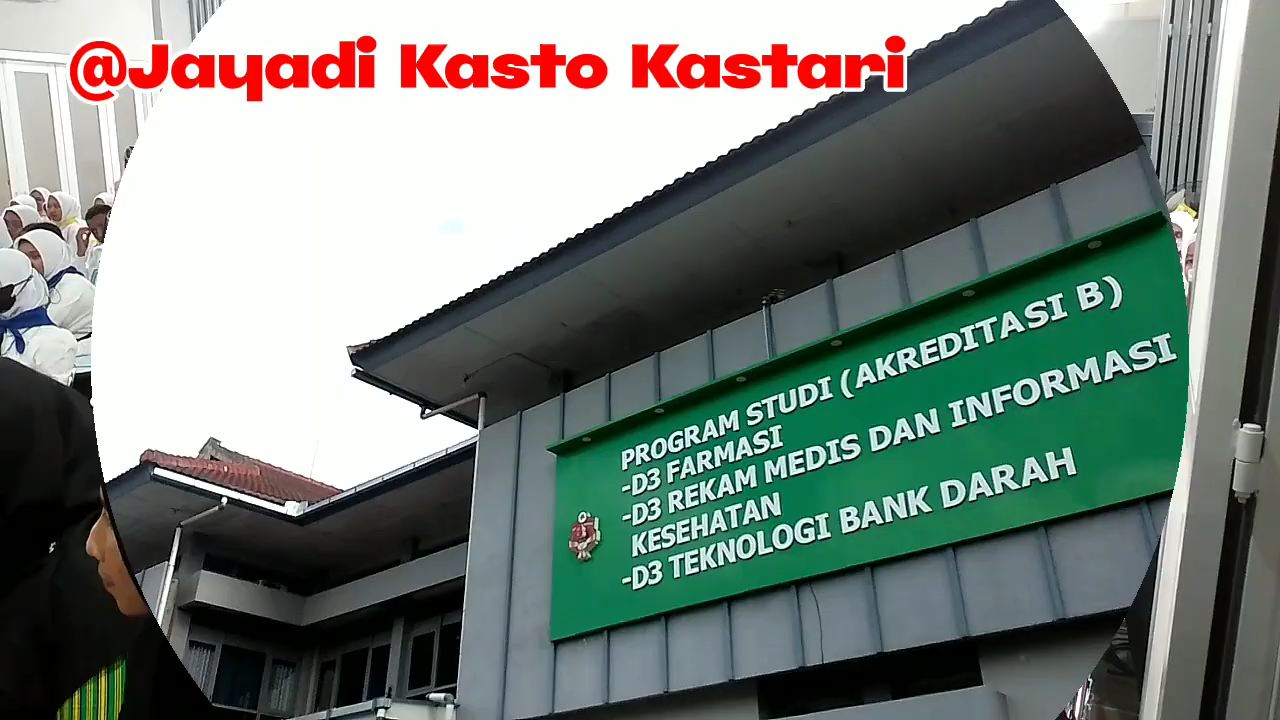 @Jayadi Kasto Kastari
PROGRAM STUDI (AKREDITASI B)
-D3 FARMASI
-D3 REKAM MEDIS DAN INFORMASI
KESEHATAN
-D3 TEKNOLOGI BANK DARAH